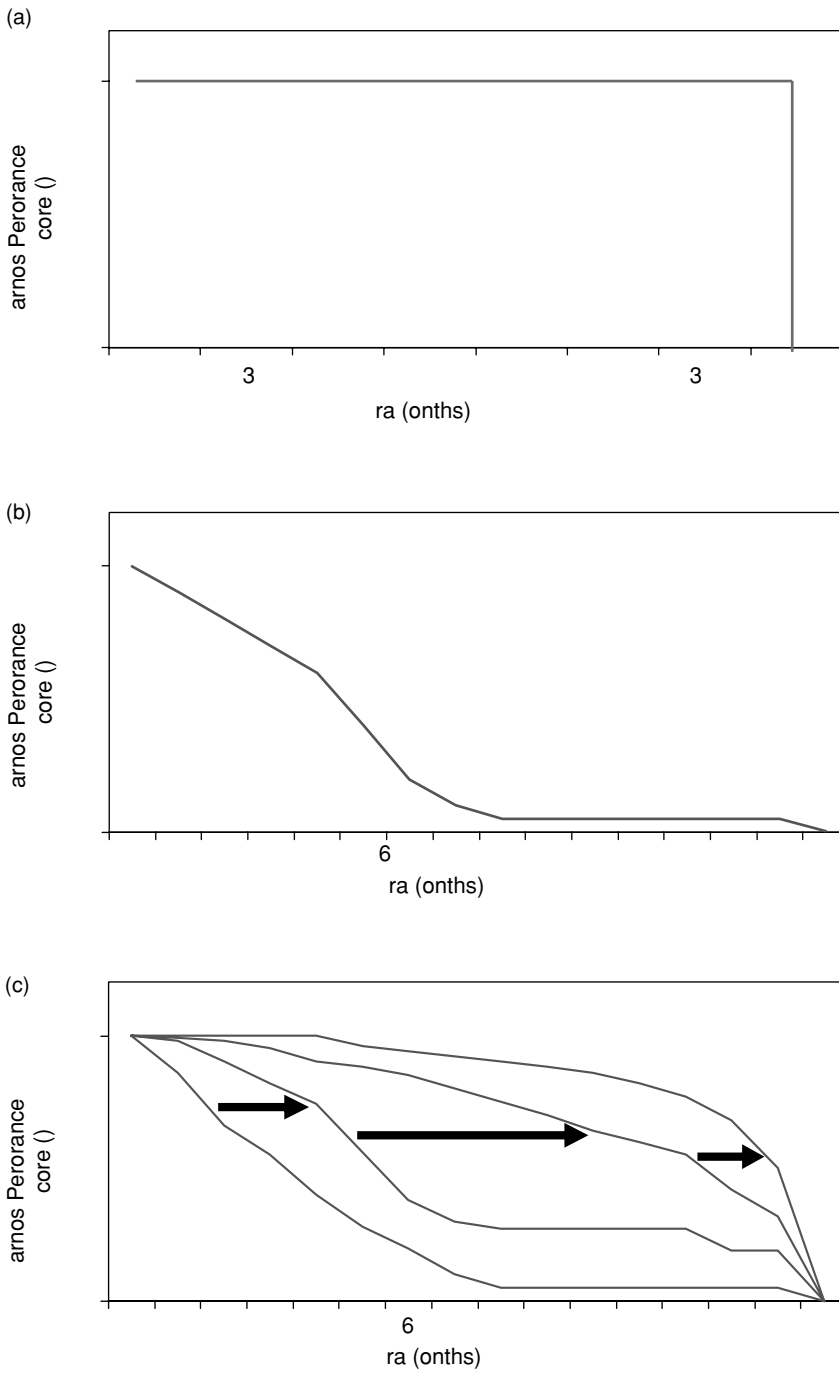 (a)
arnos Perorance
core ()
3 3
ra (onths)
(b)
arnos Perorance
core ()
6
ra (onths)
(c)
arnos Perorance
core ()
6
ra (onths)